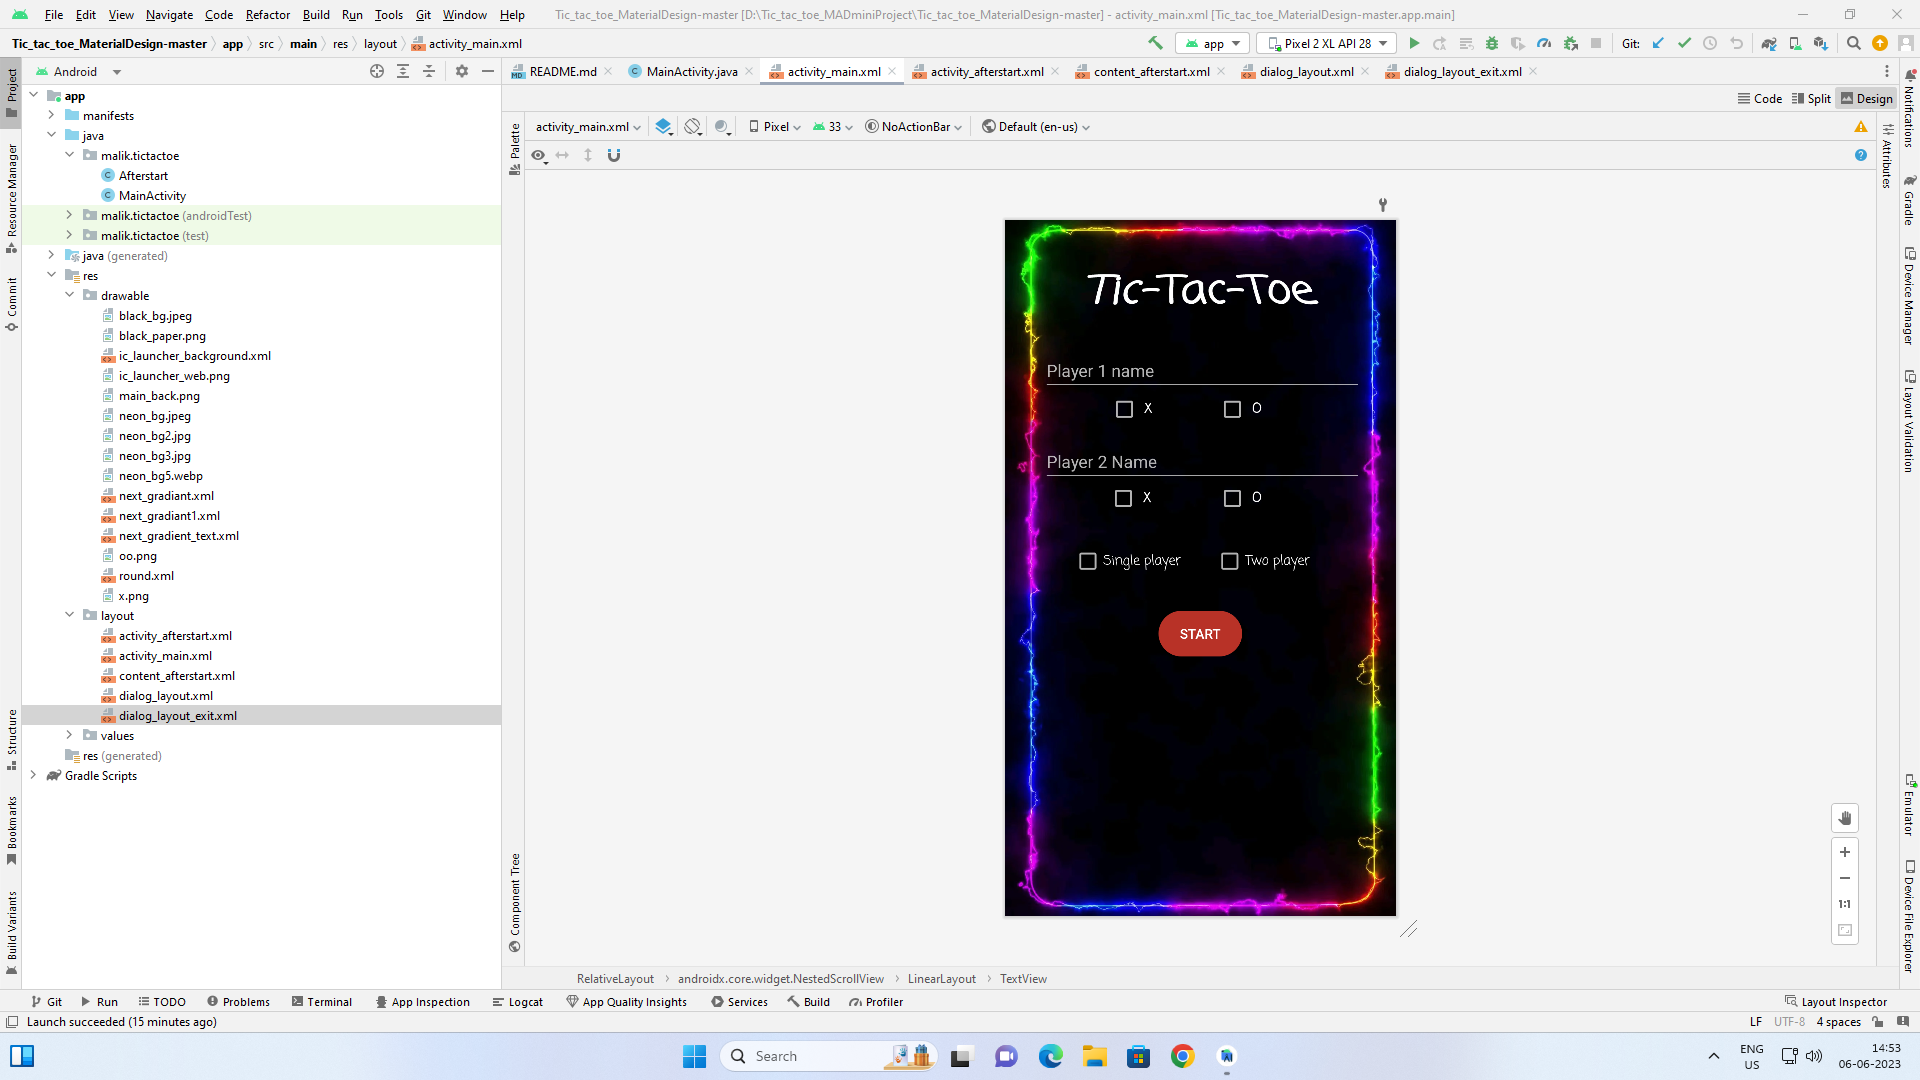 File Edit View Navigate Code Refactor Build Run Tools Git Window Help Tic_tac_toe_MaterialDesign-master [D:\Tic_tac_toe_MADminiProject\Tic_tac_toe_MaterialDesign-master] - activity_main.xml [Tic_tac_toe_MaterialDesign-master.app.main]
Tic_tac_toe_MaterialDesign-master app src main res layout activity_main.xml app Pixel 2 XL API 28 Git:
Android README.md MainActivity.java activity_main.xml activity_afterstart.xml content_afterstart.xml dialog_layout.xml dialog_layout_exit.xml
Code Split Design
activity_main.xml Pixel 33 NoActionBar Default (en-us)
app
manifests
java
malik.tictactoe
Afterstart
MainActivity
malik.tictactoe (androidTest)
malik.tictactoe (test)
java (generated)
res
drawable
black_bg.jpeg
black_paper.png
ic_launcher_background.xml
ic_launcher_web.png
main_back.png
neon_bg.jpeg
neon_bg2.jpg
neon_bg3.jpg
neon_bg5.webp
next_gradiant.xml
next_gradiant1.xml
next_gradient_text.xml
oo.png
round.xml
x.png
layout
activity_afterstart.xml
activity_main.xml
content_afterstart.xml
dialog_layout.xml
dialog_layout_exit.xml
values
res (generated)
Gradle Scripts
Project
Resource Manager
Commit
Structure
Bookmarks
Build Variants
Palette
Component Tree
Tic-Tac-Toe
Player 1 name
X O
Player 2 Name
X O
Single player Two player
START
1:1
Attributes
Notifications
Gradle
Device Manager
Layout Validation
Emulator
Device File Explorer
RelativeLayout androidx.core.widget.NestedScrollView LinearLayout TextView
Git Run TODO Problems Terminal App Inspection Logcat App Quality Insights Services Build Profiler Layout Inspector
Launch succeeded (15 minutes ago) LF UTF-8 4 spaces
Search
ENG
US
14:53
06-06-2023